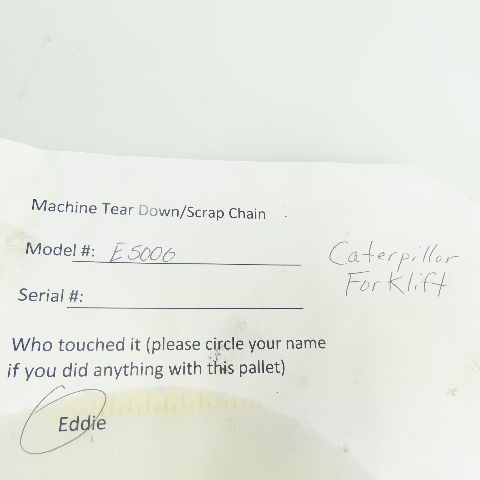 Machine Tear Down/Scrap Chain
Model #: E5006
Caterpillar
Forklift
Serial #:
Who touched it (please circle your name
if you did anything with this pallet)
Eddie